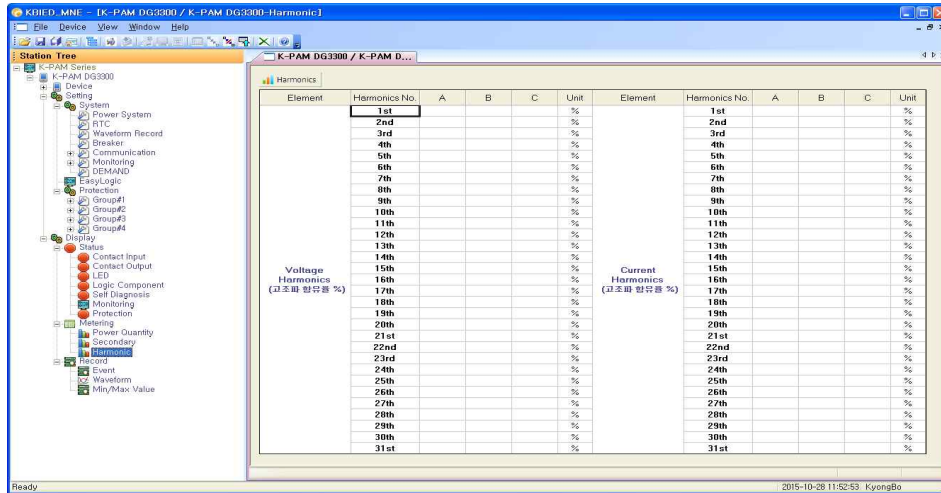 KBIED_MNE - [K-PAM DG3300 / K-PAM DG3300-Harmonic]
File Device View Window Help
Station Tree
K-PAM Series
K-PAM DG3300
Device
Setting
System
Power System
RTC
Waveform Record
Breaker
Communication
Monitoring
DEMAND
EasyLogic
Protection
Group#1
Group#2
Group#3
Group#4
Display
Status
Contact Input
Contact Output
LED
Logic Component
Self Diagnosis
Monitoring
Protection
Metering
Power Quantity
Secondary
Harmonic
Record
Event
Waveform
Min/Max Value
K-PAM DG3300 / K-PAM D...
Harmonics
Element Harmonics No. A B C Unit Element Harmonics No. A B C Unit
1st % 1st %
2nd % 2nd %
3rd % 3rd %
4th % 4th %
5th % 5th %
6th % 6th %
7th % 7th %
8th % 8th %
9th % 9th %
10th % 10th %
11th % 11th %
12th % 12th %
13th % 13th %
14th % 14th %
Voltage 15th % Current 15th %
Harmonics 16th % Harmonics 16th %
(고조파 함유율 %) 17th % (고조파 함유율 %) 17th %
18th % 18th %
19th % 19th %
20th % 20th %
21st % 21st %
22nd % 22nd %
23rd % 23rd %
24th % 24th %
25th % 25th %
26th % 26th %
27th % 27th %
28th % 28th %
29th % 29th %
30th % 30th %
31st % 31st %
Ready 2015-10-28 11:52:53 KyongBo